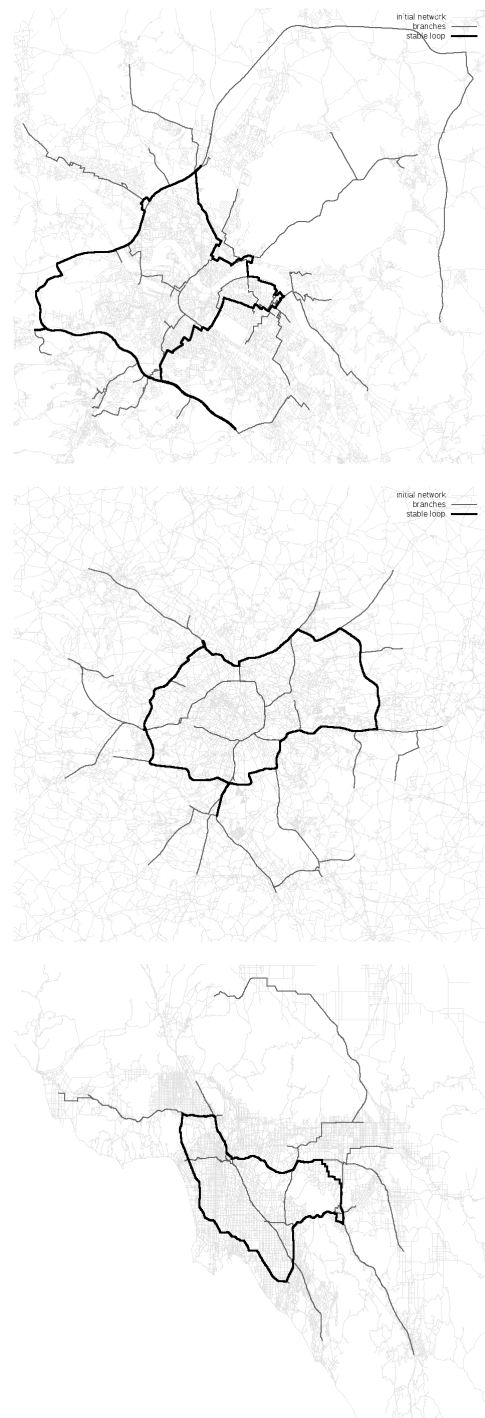 initial network
branches
stable loop
initial network
branches
stable loop